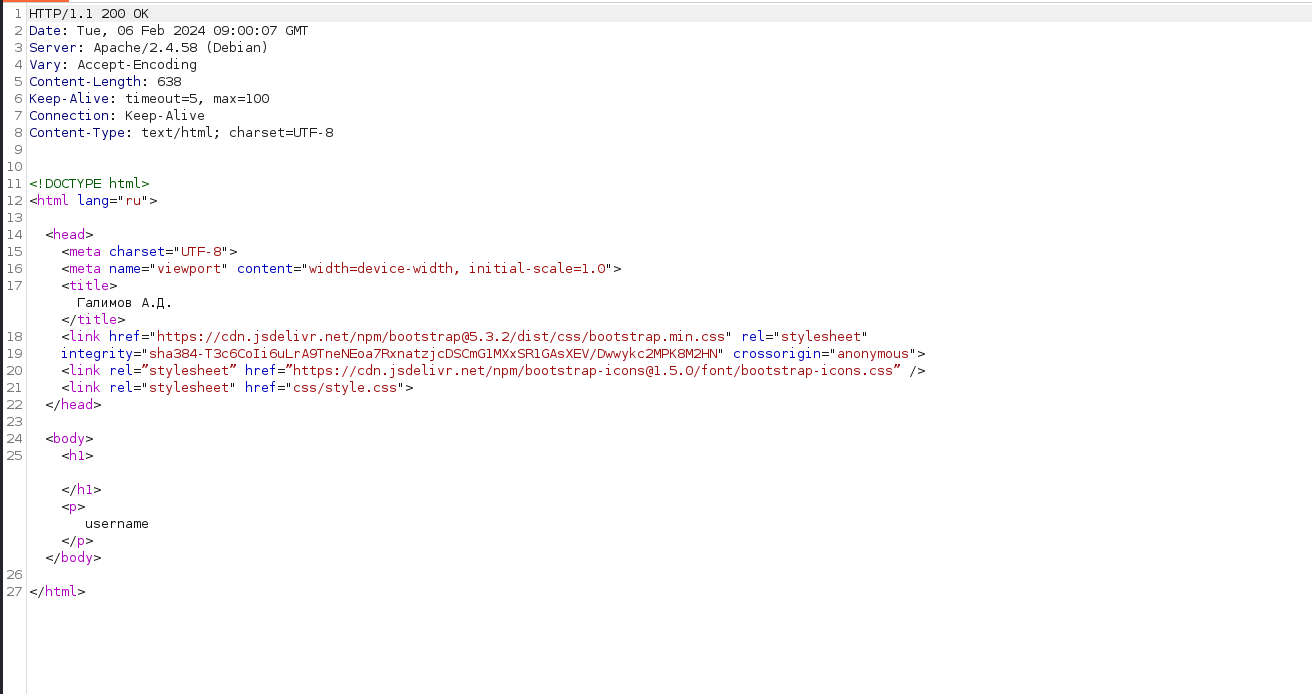 1 HTTP/1.1 200 OK
2 Date: Tue, 06 Feb 2024 09:00:07 GMT
3 Server: Apache/2.4.58 (Debian)
4 Vary: Accept-Encoding
5 Content-Length: 638
6 Keep-Alive: timeout=5, max=100
7 Connection: Keep-Alive
8 Content-Type: text/html; charset=UTF-8
9
10
11 <!DOCTYPE html>
12 <html lang="ru">
13
14 <head>
15 <meta charset="UTF-8">
16 <meta name="viewport" content="width=device-width, initial-scale=1.0">
17 <title>
Галимов А.Д.
</title>
18 <link href="https://cdn.jsdelivr.net/npm/bootstrap@5.3.2/dist/css/bootstrap.min.css" rel="stylesheet"
19 integrity="sha384-T3c6CoIi6uLrA9TneNEoa7RxnatzjcDSCmG1MXxSR1GAsXEV/Dwwykc2MPK8M2HN" crossorigin="anonymous">
20 <link rel=”stylesheet” href=”https://cdn.jsdelivr.net/npm/bootstrap-icons@1.5.0/font/bootstrap-icons.css” />
21 <link rel="stylesheet" href="css/style.css">
22 </head>
23
24 <body>
25 <h1>
</h1>
<p>
username
</p>
</body>
26
27 </html>